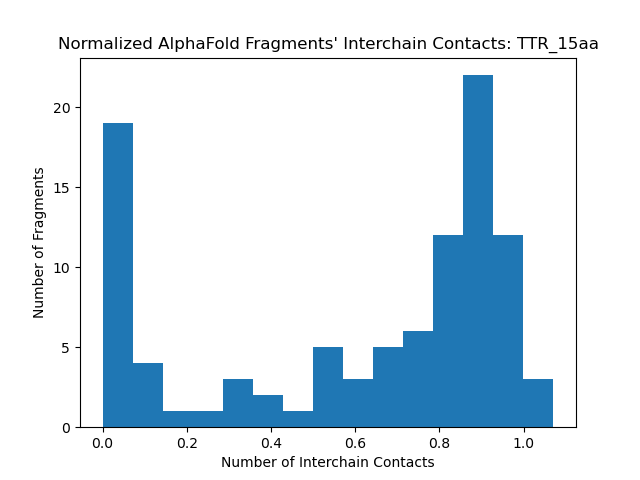 Normalized AlphaFold Fragments' Interchain Contacts: TTR_15aa
20
15
10
5
0
Number of Fragments
0.0 0.2 0.4 0.6 0.8 1.0
Number of Interchain Contacts